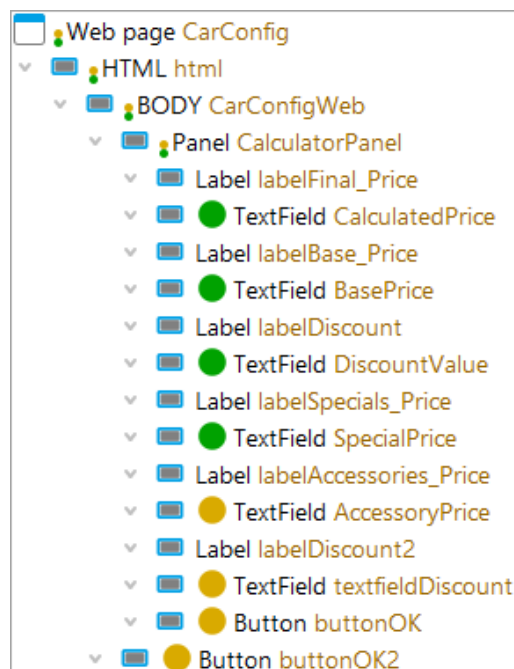 Web page CarConfig
HTML html
BODY CarConfigWeb
Panel CalculatorPanel
Label labelFinal_Price
TextField CalculatedPrice
Label labelBase_Price
TextField BasePrice
Label labelDiscount
TextField DiscountValue
Label labelSpecials_Price
TextField SpecialPrice
Label labelAccessories_Price
TextField AccessoryPrice
Label labelDiscount2
TextField textfieldDiscount
Button buttonOK
Button buttonOK2